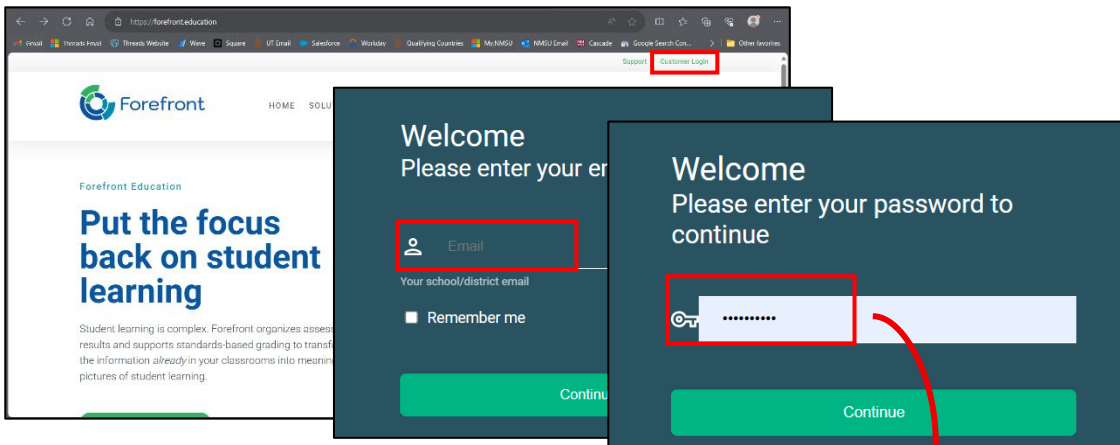 https://forefront.education
Gmail Threads Email Threads Website Wave Square UT Email Salesforce Workday Qualifying Countries My.NMSU NMSU Email Cascade Google Search Con... Other favorites
Support Customer Login
Forefront
HOME SOLU
Forefront Education
Put the focus
back on student
learning
Student learning is complex. Forefront organizes assess
results and supports standards-based grading to transf
the information already in your classrooms into meanin
pictures of student learning.
Welcome
Please enter your er
Email
Your school/district email
Remember me
Continu
Welcome
Please enter your password to
continue
••••••••••
Continue